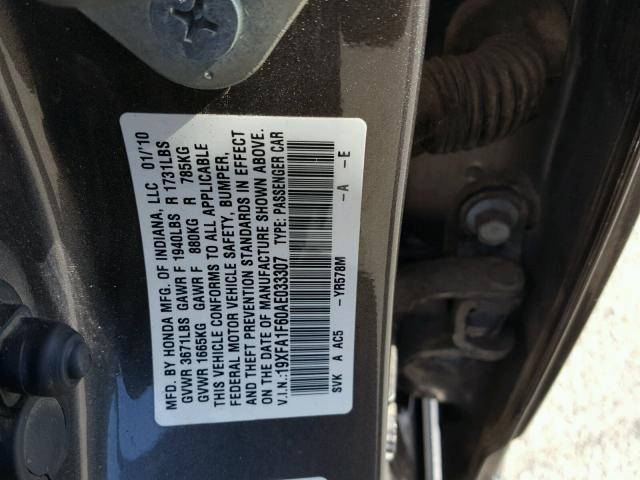 MFD. BY HONDA MFG. OF INDIANA, LLC 01/'10
GVWR 3671LBS GAWR F 1940LBS R 1731LBS
GVWR 1665KG GAWR F 880KG R 785KG
THIS VEHICLE CONFORMS TO ALL APPLICABLE
FEDERAL MOTOR VEHICLE SAFETY, BUMPER,
AND THEFT PREVENTION STANDARDS IN EFFECT
ON THE DATE OF MANUFACTURE SHOWN ABOVE.
V.I.N.:19XFA1F60AE033307 TYPE: PASSENGER CAR
SVK A AC5 -YR578M -A -E